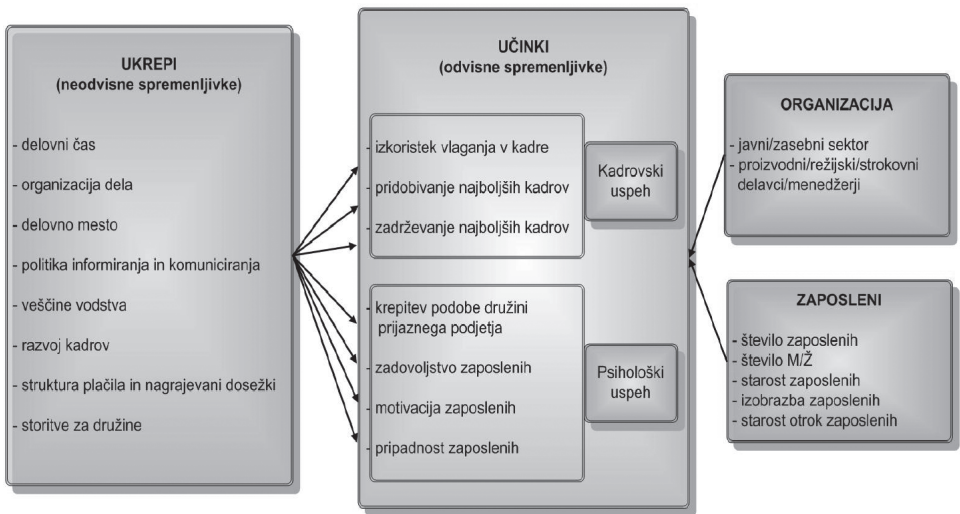 UKREPI
(neodvisne spremenljivke)
- delovni čas
- organizacija dela
- delovno mesto
- politika informiranja in komuniciranja
- veščine vodstva
- razvoj kadrov
- struktura plačila in nagrajevani dosežki
- storitve za družine
UČINKI
(odvisne spremenljivke)
- izkoristek vlaganja v kadre
- pridobivanje najboljših kadrov
- zadrževanje najboljših kadrov
Kadrovski
uspeh
- krepitev podobe družini
prijaznega podjetja
- zadovoljstvo zaposlenih
- motivacija zaposlenih
- pripadnost zaposlenih
Psihološki
uspeh
ORGANIZACIJA
- javni/zasebni sektor
- proizvodni/režijski/strokovni
delavci/menedžerji
ZAPOSLENI
- število zaposlenih
- število M/Ž
- starost zaposlenih
- izobrazba zaposlenih
- starost otrok zaposlenih